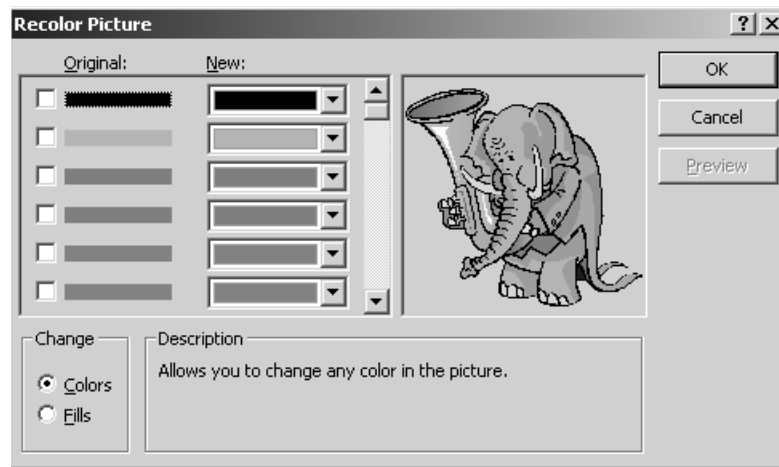 Recolor Picture
Original: New:
OK
Cancel
Preview
Change
Colors
Fills
Description
Allows you to change any color in the picture.